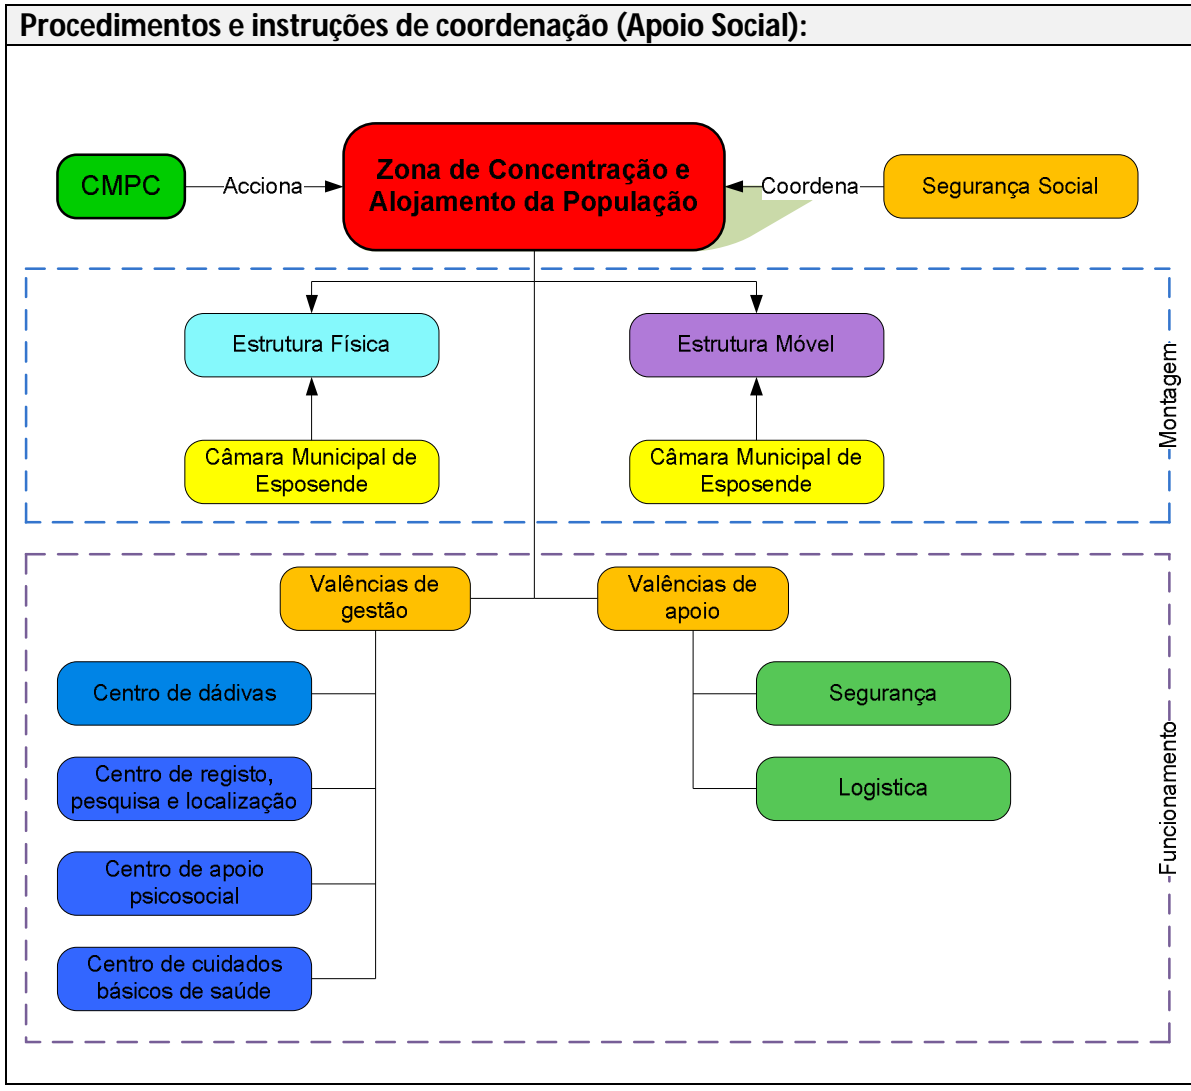 Procedimentos e instruções de coordenação (Apoio Social):
CMPC
Acciona
Zona de Concentração e
Alojamento da População
Coordena
Segurança Social
Estrutura Física
Estrutura Móvel
Câmara Municipal de
Esposende
Câmara Municipal de
Esposende
Montagem
Valências de
gestão
Valências de
apoio
Centro de dádivas
Segurança
Centro de registo,
pesquisa e localização
Logistica
Centro de apoio
psicosocial
Centro de cuidados
básicos de saúde
Funcionamento